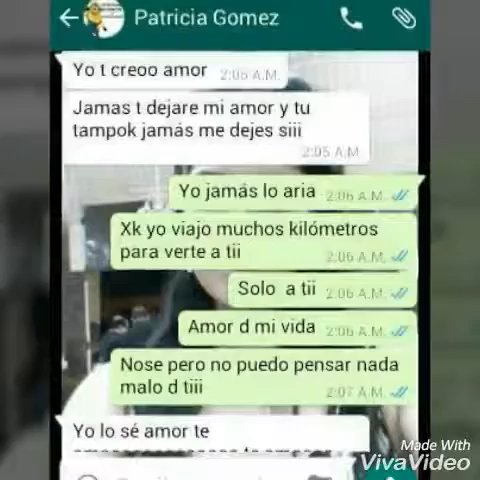 Patricia Gomez
Yo t creoo amor 2:05 A.M.
Jamas t dejare mi amor y tu
tampok jamás me dejes siii
2:05 A.M.
Yo jamás lo aria 2:06 A.M.
Xk yo viajo muchos kilómetros
para verte a tii 2:06 A.M.
Solo a tii 2:06 A.M.
Amor d mi vida 2:06 A.M.
Nose pero no puedo pensar nada
malo d tiii 2:07 A.M.
Yo lo sé amor te
Made With
VivaVideo